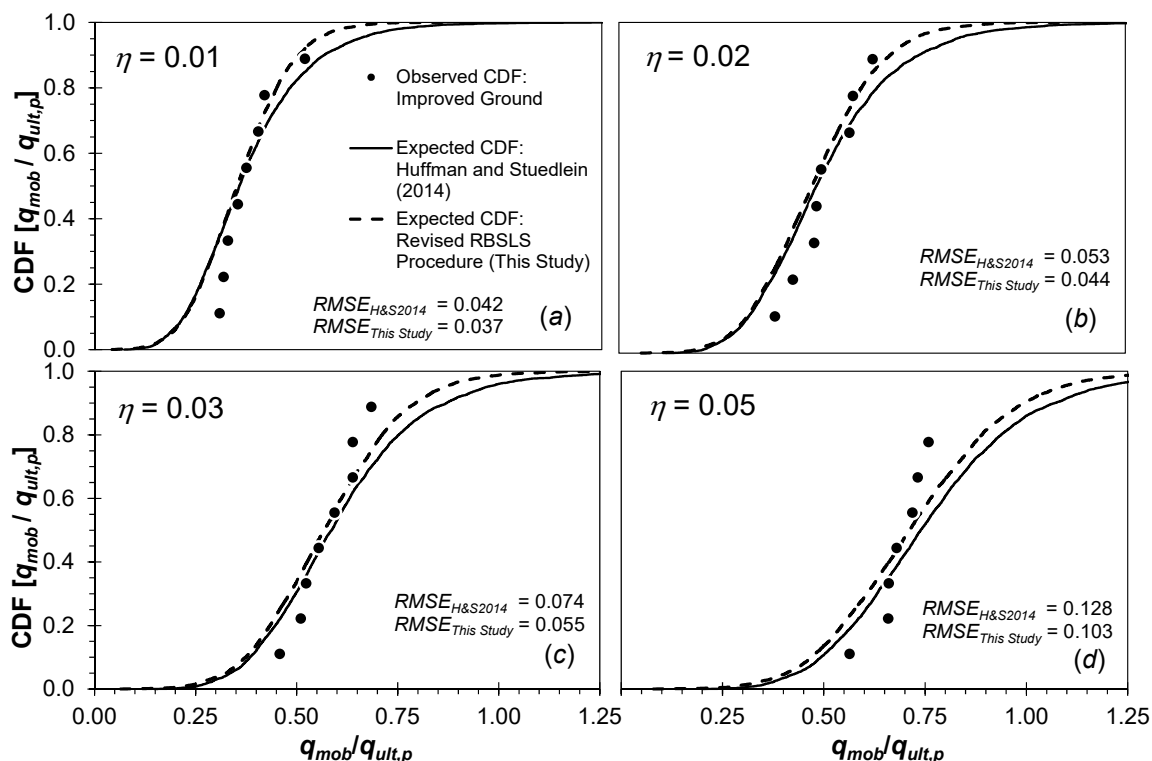 CDF [qmob / qult,p]
1.0
0.8
0.6
0.4
0.2
0.0
η = 0.01
Observed CDF:
Improved Ground
Expected CDF:
Huffman and Stuedlein
(2014)
Expected CDF:
Revised RBSLS
Procedure (This Study)
RMSEH&S2014 = 0.042
RMSEThis Study = 0.037
(a)
η = 0.02
RMSEH&S2014 = 0.053
RMSEThis Study = 0.044
(b)
CDF [qmob / qult,p]
1.0
0.8
0.6
0.4
0.2
0.0
η = 0.03
RMSEH&S2014 = 0.074
RMSEThis Study = 0.055
(c)
0.00 0.25 0.50 0.75 1.00 1.25
qmob/qult,p
η = 0.05
RMSEH&S2014 = 0.128
RMSEThis Study = 0.103
(d)
0.25 0.50 0.75 1.00 1.25
qmob/qult,p